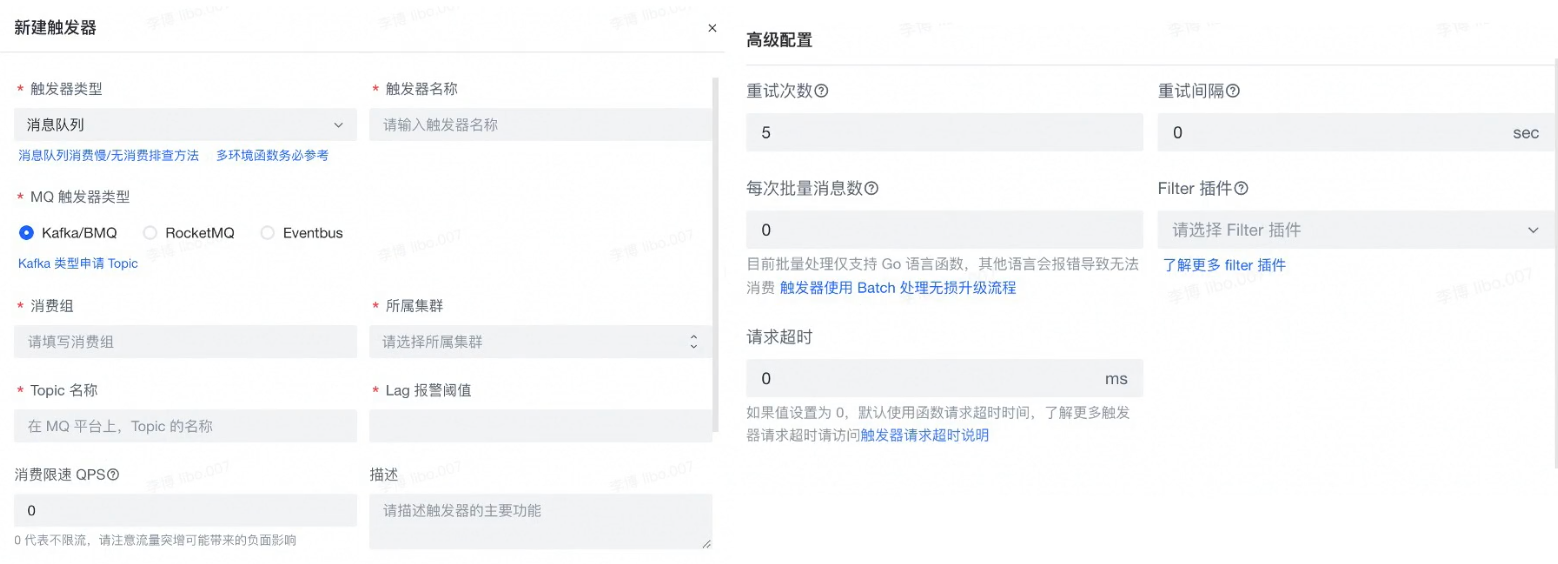 新建触发器
×
* 触发器类型
* 触发器名称
消息队列
请输入触发器名称
消息队列消费慢/无消费排查方法 多环境函数务必参考
* MQ 触发器类型
Kafka/BMQ RocketMQ Eventbus
Kafka 类型申请 Topic
* 消费组
* 所属集群
请填写消费组
请选择所属集群
* Topic 名称
* Lag 报警阈值
在 MQ 平台上，Topic 的名称
消费限速 QPS?
描述
0
请描述触发器的主要功能
0 代表不限流，请注意流量突增可能带来的负面影响
高级配置
重试次数?
重试间隔?
5
0 sec
每次批量消息数?
Filter 插件?
0
请选择 Filter 插件
目前批量处理仅支持 Go 语言函数，其他语言会报错导致无法
消费 触发器使用 Batch 处理无损升级流程
了解更多 filter 插件
请求超时
0 ms
如果值设置为 0，默认使用函数请求超时时间，了解更多触发
器请求超时请访问触发器请求超时说明
李博 libo.007